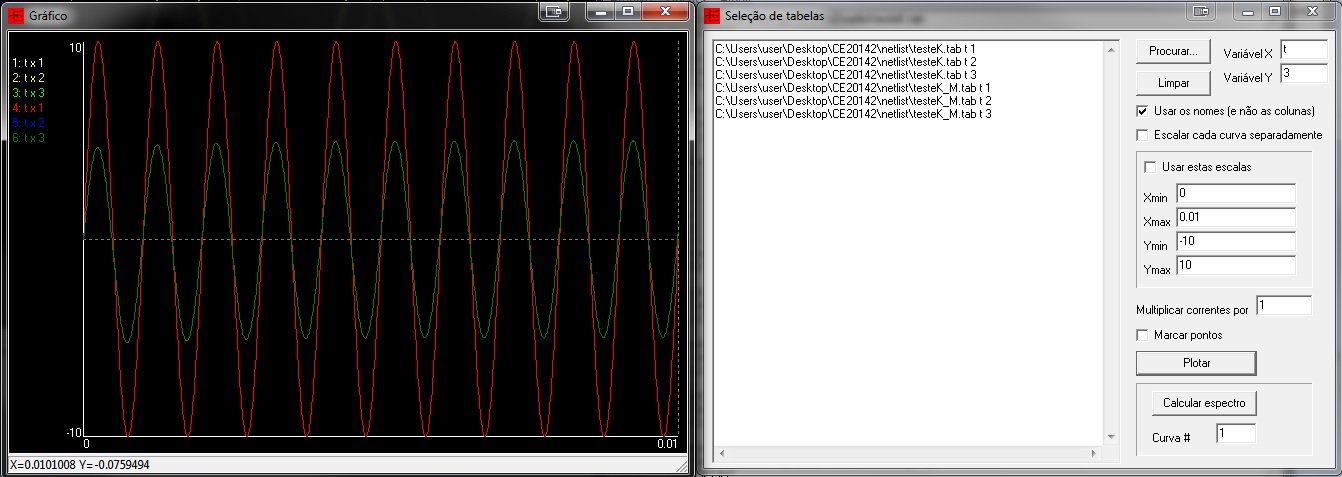 Gráfico
10
1: t x 1
2: t x 2
3: t x 3
4: t x 1
5: t x 2
6: t x 3
-10
0
0.01
X=0.0101008 Y=-0.0759494
Seleção de tabelas
C:\Users\user\Desktop\CE20142\netlist\testeK.tab t 1
C:\Users\user\Desktop\CE20142\netlist\testeK.tab t 2
C:\Users\user\Desktop\CE20142\netlist\testeK.tab t 3
C:\Users\user\Desktop\CE20142\netlist\testeK_M.tab t 1
C:\Users\user\Desktop\CE20142\netlist\testeK_M.tab t 2
C:\Users\user\Desktop\CE20142\netlist\testeK_M.tab t 3
Procurar...
Variável X t
Limpar
Variável Y 3
Usar os nomes (e não as colunas)
Escalar cada curva separadamente
Usar estas escalas
Xmin 0
Xmax 0.01
Ymin -10
Ymax 10
Multiplicar correntes por 1
Marcar pontos
Plotar
Calcular espectro
Curva # 1